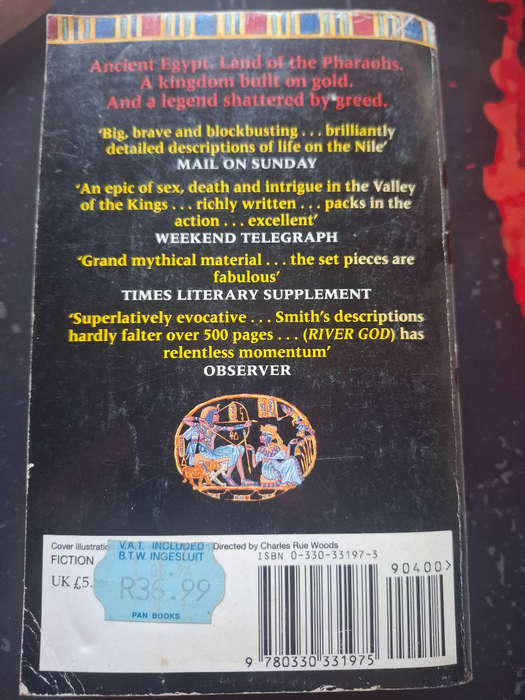 Ancient Egypt. Land of the Pharaohs.
A kingdom built on gold.
And a legend shattered by greed.
‘Big, brave and blockbusting . . . brilliantly
detailed descriptions of life on the Nile’
MAIL ON SUNDAY
‘An epic of sex, death and intrigue in the Valley
of the Kings . . . richly written . . . packs in the
action . . . excellent’
WEEKEND TELEGRAPH
‘Grand mythical material . . . the set pieces are
fabulous’
TIMES LITERARY SUPPLEMENT
‘Superlatively evocative . . . Smith’s descriptions
hardly falter over 500 pages . . . (RIVER GOD) has
relentless momentum’
OBSERVER
Cover illustratio Directed by Charles Rue Woods
FICTION
UK £5.
V.A.T. INCLUDED
B.T.W. INGESLUIT
R36.99
PAN BOOKS
ISBN 0-330-33197-3
90400>
9 780330 331975